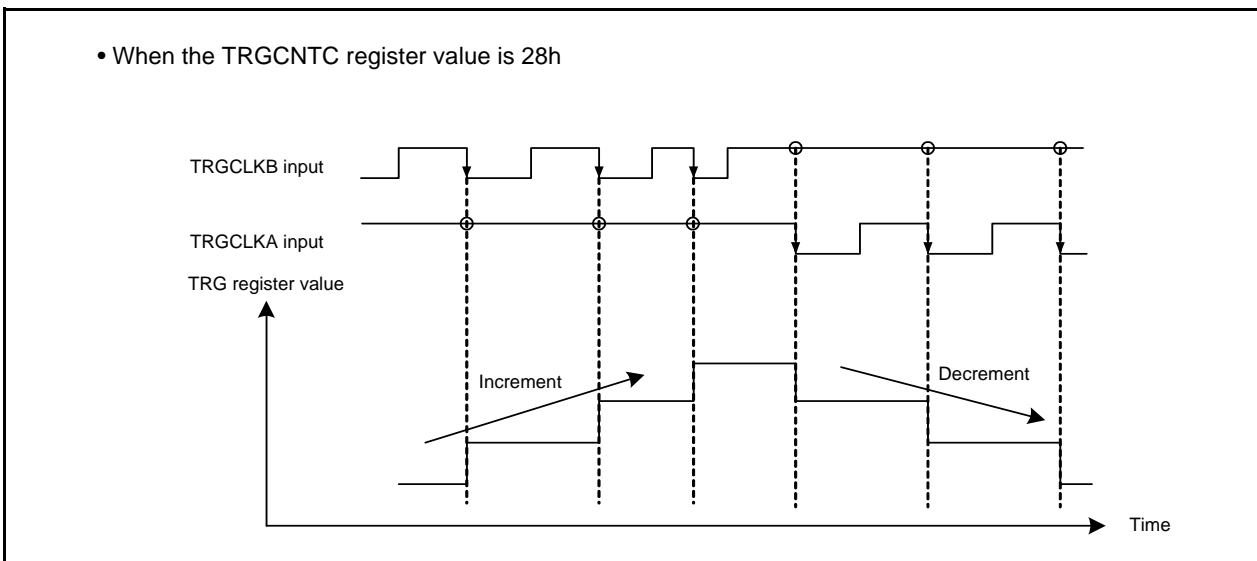 • When the TRGCNTC register value is 28h
TRGCLKB input
TRGCLKA input
TRG register value
Increment
Decrement
Time